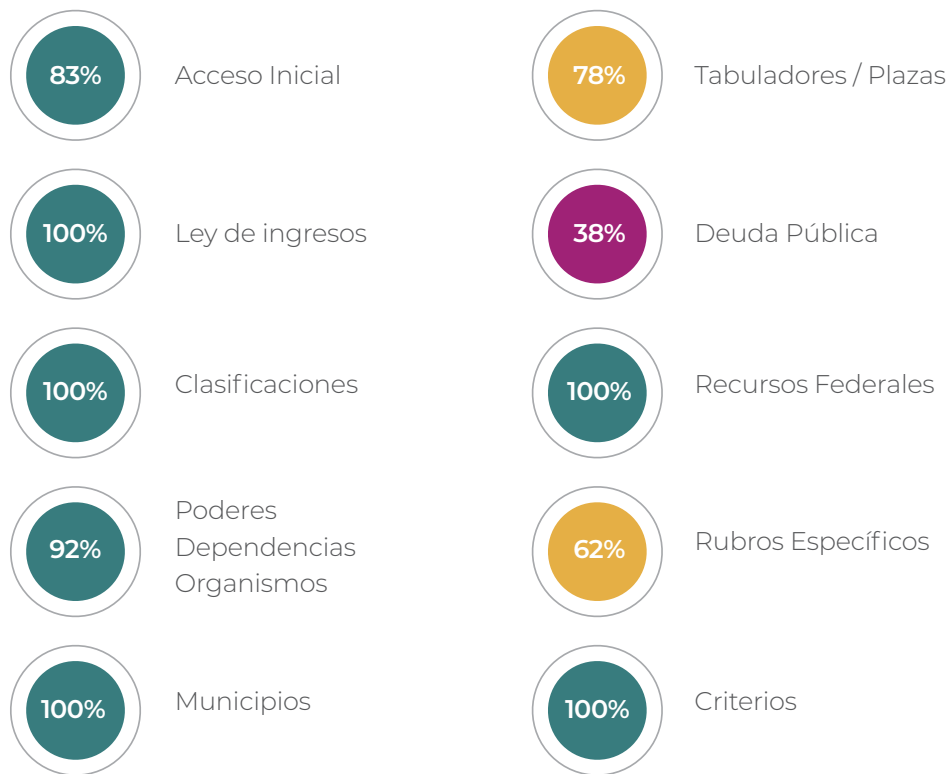 83%
Acceso Inicial
100%
Ley de ingresos
100%
Clasificaciones
92%
Poderes
Dependencias
Organismos
100%
Municipios
78%
Tabuladores / Plazas
38%
Deuda Pública
100%
Recursos Federales
62%
Rubros Específicos
100%
Criterios